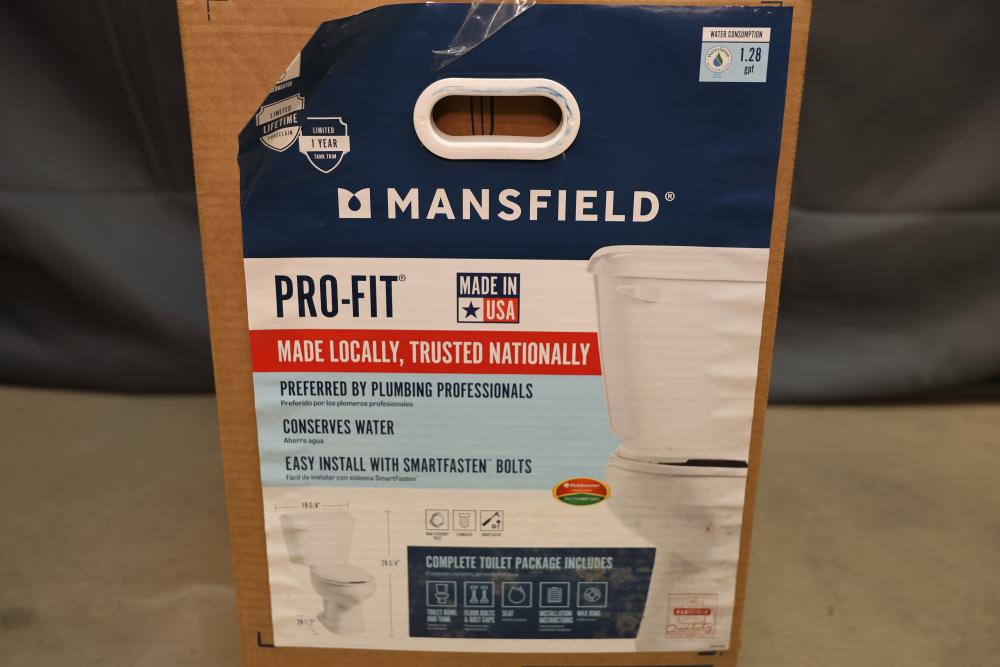 WATER CONSUMPTION
1.28
gpf
LIMITED
LIFETIME
PORCELAIN
LIMITED
1 YEAR
TANK TRIM
MANSFIELD®
PRO-FIT®
MADE IN
USA
MADE LOCALLY, TRUSTED NATIONALLY
PREFERRED BY PLUMBING PROFESSIONALS
Preferido por los plomeros profesionales
CONSERVES WATER
Ahorra agua
EASY INSTALL WITH SMARTFASTEN™ BOLTS
Fácil de instalar con sistema SmartFasten™
Fluidmaster
COMPLETE TOILET PACKAGE INCLUDES
TOILET BOWL
AND TANK
FLOOR BOLTS
& BOLT CAPS
SEAT
INSTALLATION
INSTRUCTIONS
WAX RING
MANSFIELD